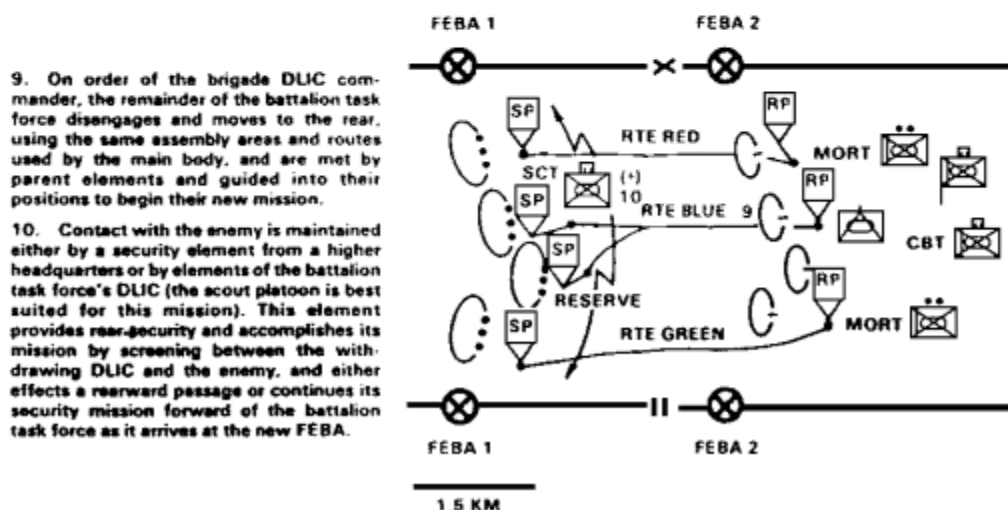 9. On order of the brigade DLIC com-
mander, the remainder of the battalion task
force disengages and moves to the rear,
using the same assembly areas and routes
used by the main body, and are met by
parent elements and guided into their
positions to begin their new mission.
10. Contact with the enemy is maintained
either by a security element from a higher
headquarters or by elements of the battalion
task force's DLIC (the scout platoon is best
suited for this mission). This element
provides rear-security and accomplishes its
mission by screening between the with-
drawing DLIC and the enemy, and either
effects a rearward passage or continues its
security mission forward of the battalion
task force as it arrives at the new FEBA.
FEBA 1
FEBA 2
SP
RP
RTE RED
MORT
SCT
(+)
10
SP
RTE BLUE 9
RP
SP
CBT
RESERVE
RP
SP
RTE GREEN
MORT
FEBA 1
FEBA 2
1.5 KM